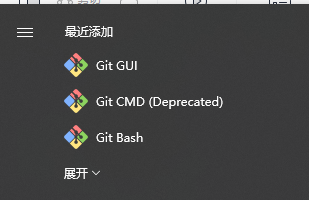 最近添加
Git GUI
Git CMD (Deprecated)
Git Bash
展开